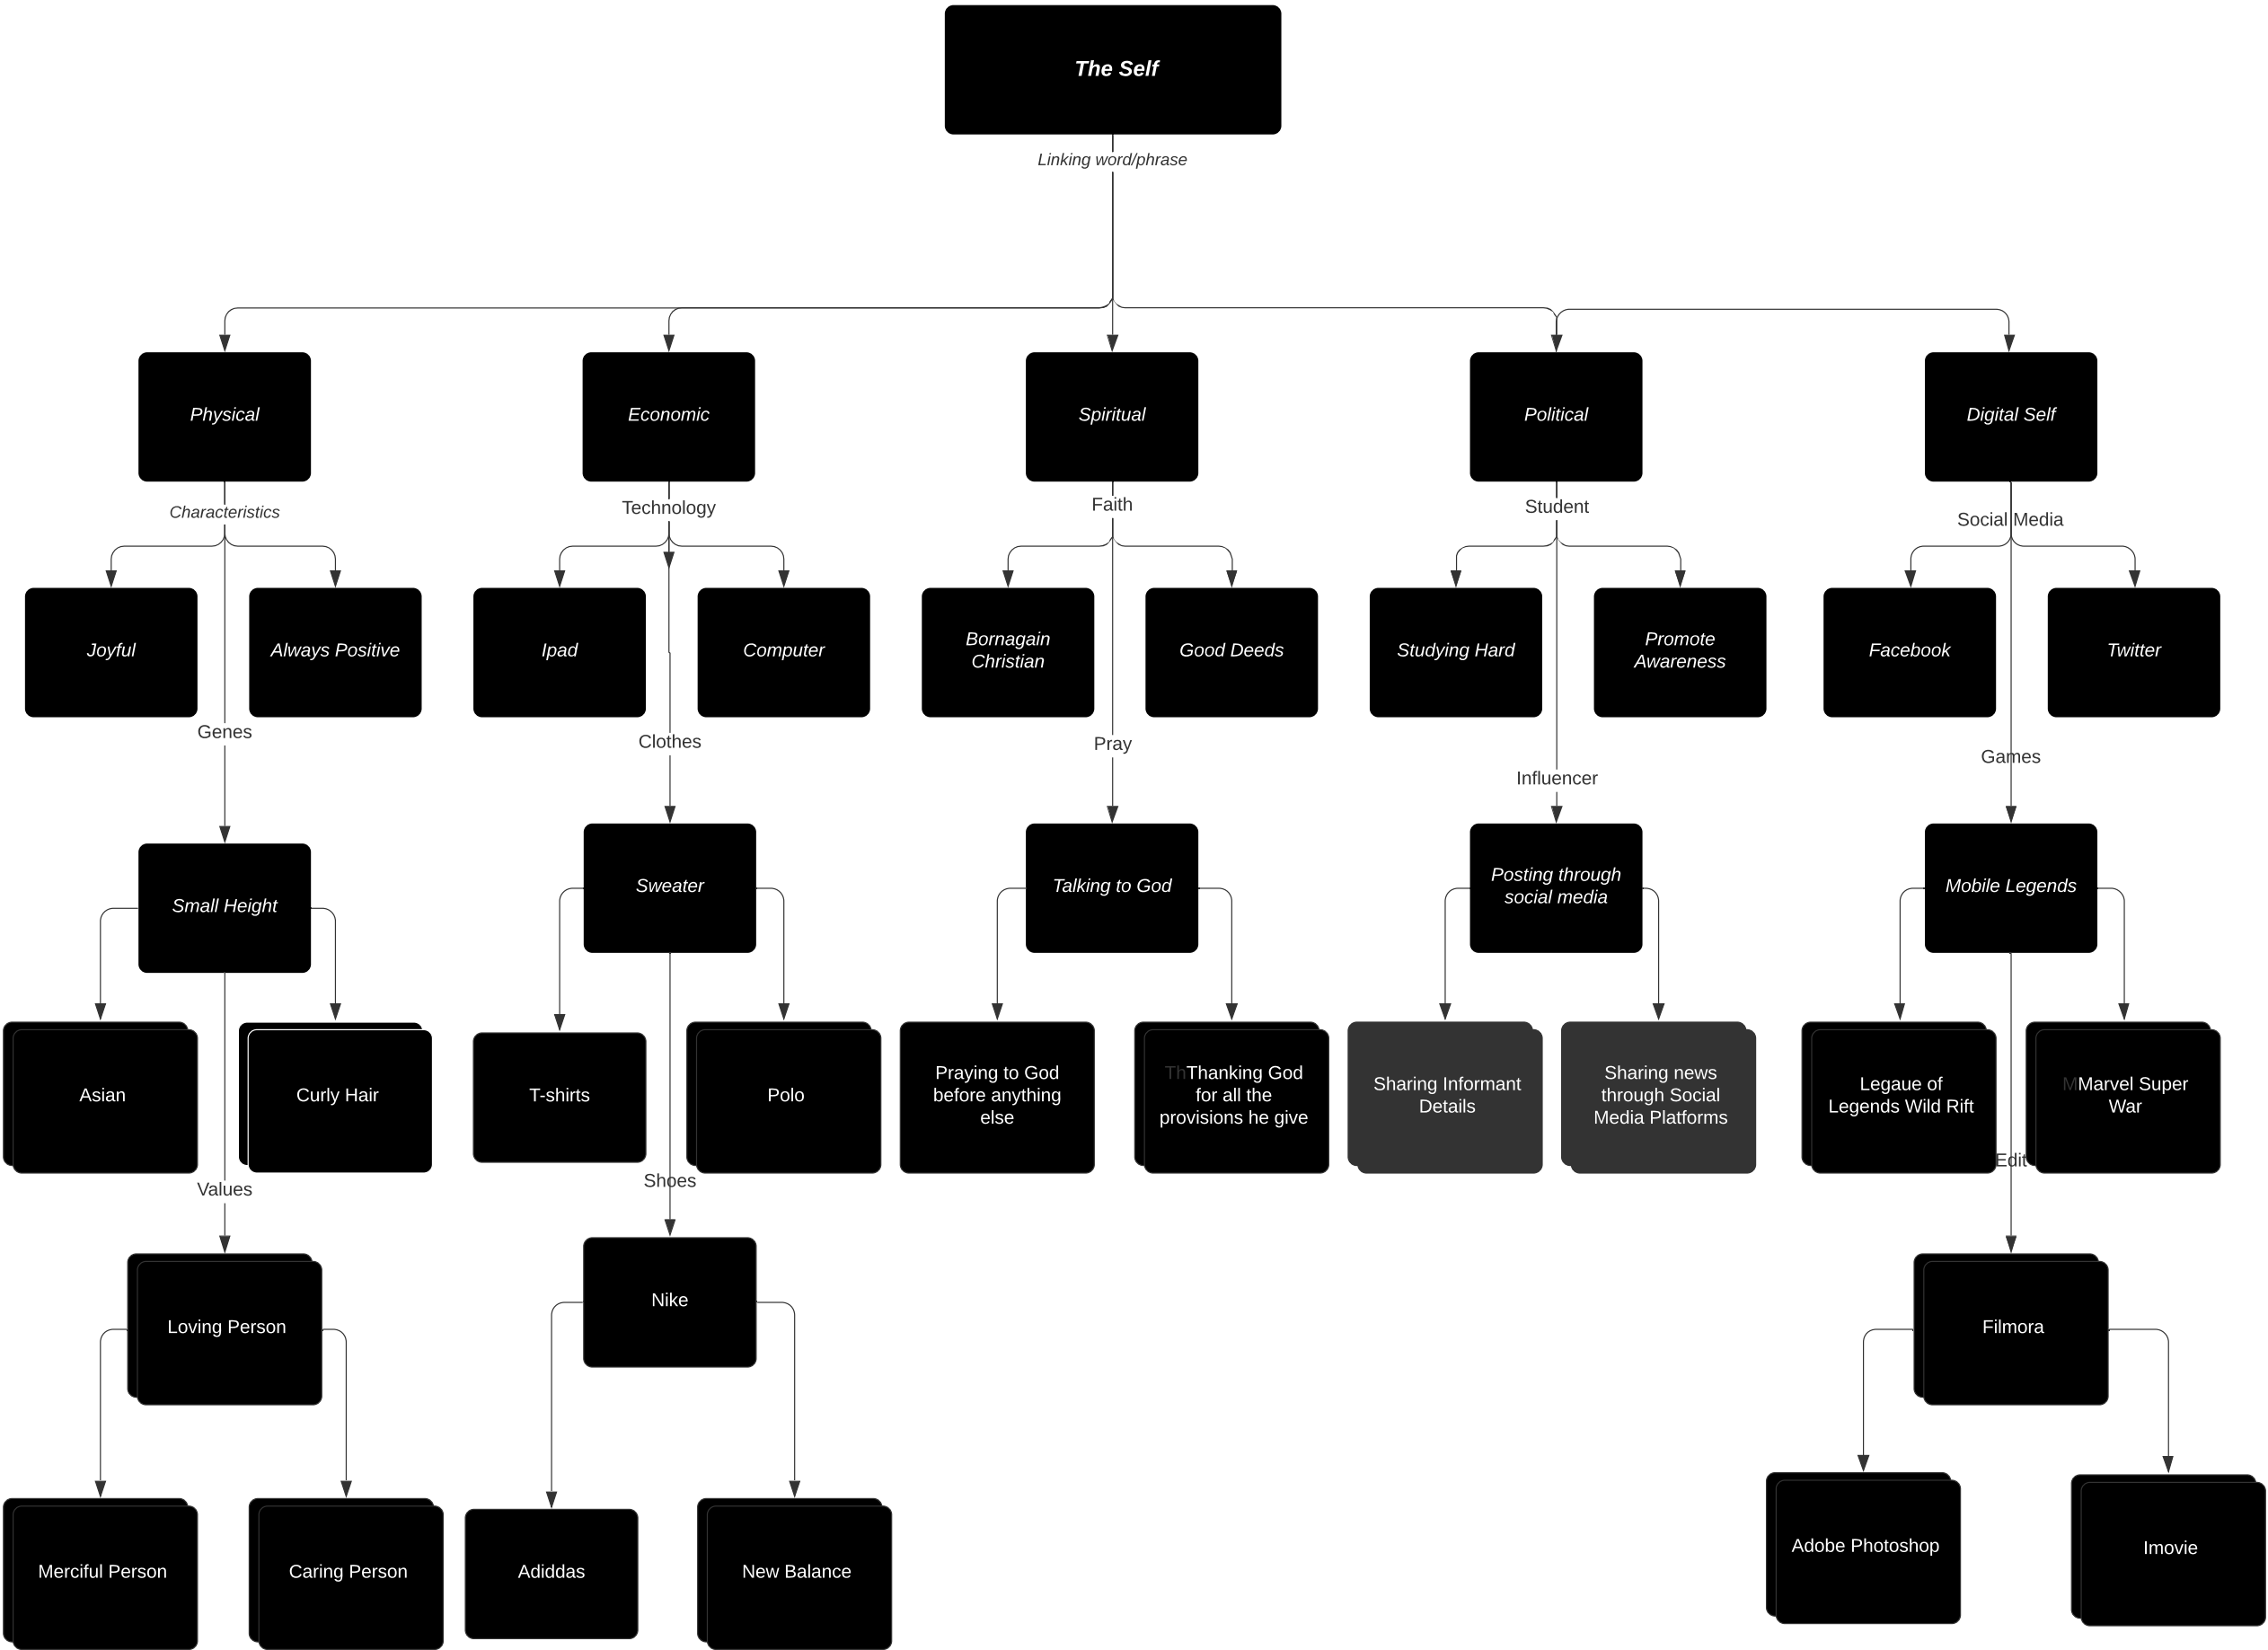 The Self
Linking word/phrase
Physical
Economic
Spiritual
Political
Digital Self
Characteristics
Technology
Faith
Student
Social Media
Joyful
Always Positive
Ipad
Computer
Bornagain
Christian
Good Deeds
Studying Hard
Promote
Awareness
Facebook
Twitter
Genes
Clothes
Pray
Influencer
Games
Small Height
Sweater
Talking to God
Posting through
social media
Mobile Legends
Asian
Curly Hair
T-shirts
Polo
Praying to God
before anything
else
ThThanking God
for all the
provisions he give
Sharing Informant
Details
Sharing news
through Social
Media Platforms
Legaue of
Legends Wild Rift
MMarvel Super
War
Values
Shoes
Edit
Loving Person
Nike
Filmora
Merciful Person
Caring Person
Adiddas
New Balance
Adobe Photoshop
Imovie